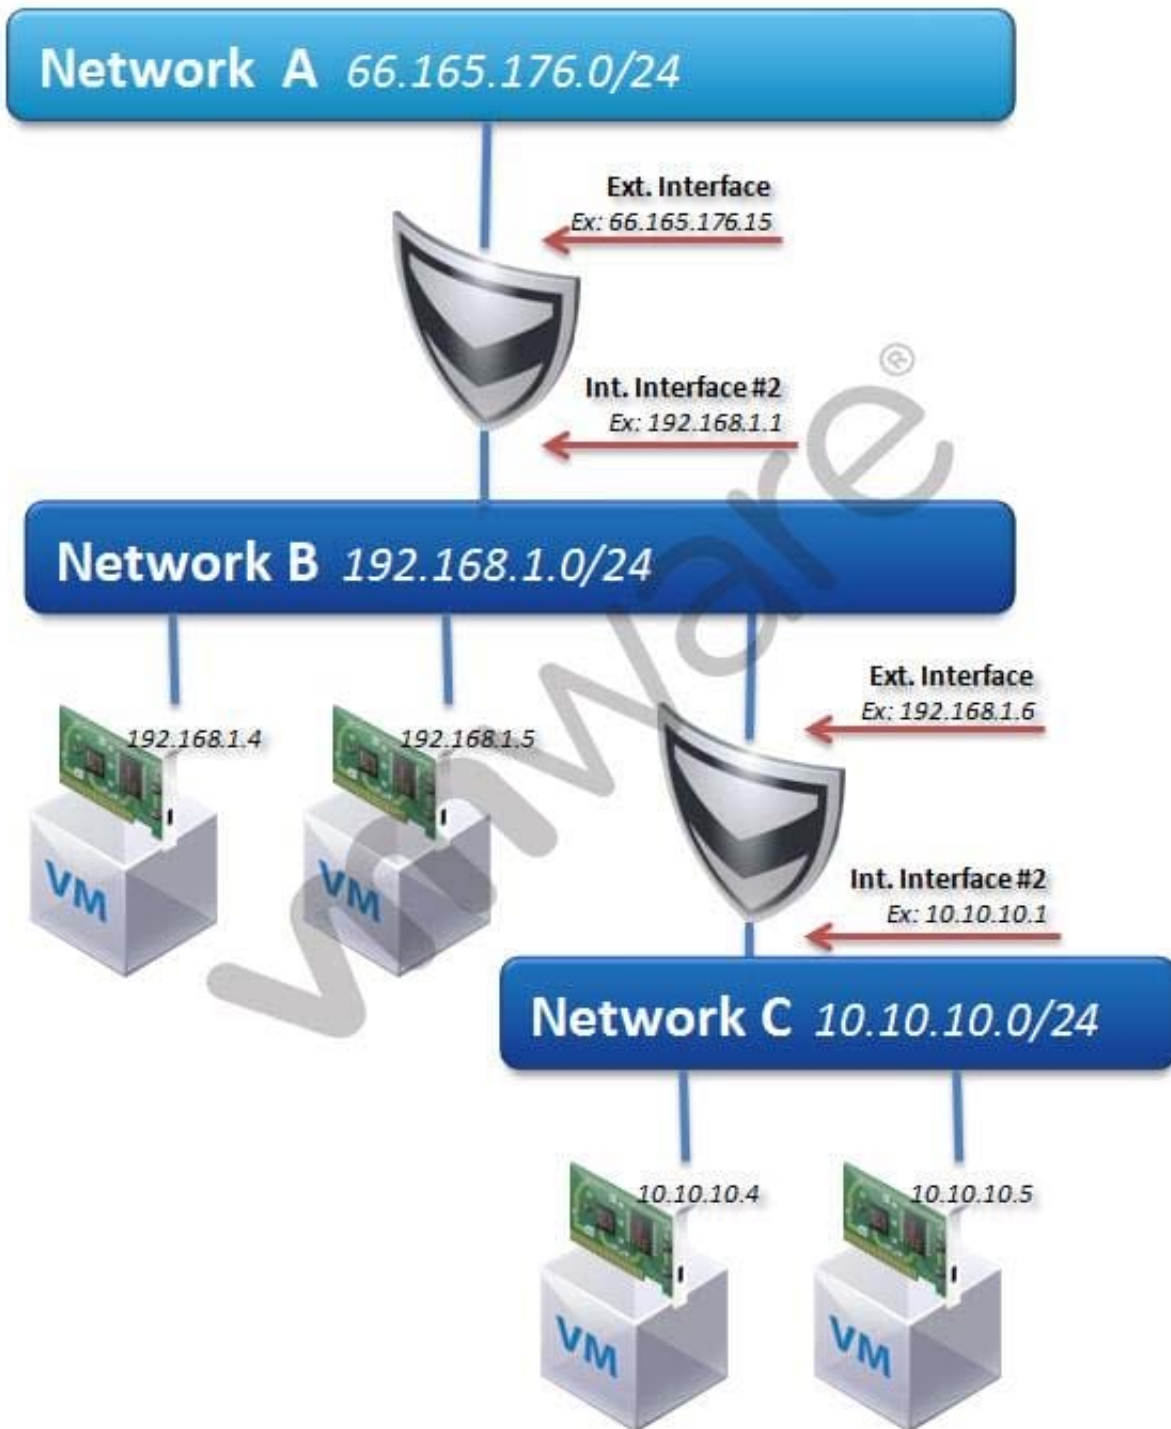 Network A 66.165.176.0/24
Ext. Interface
Ex: 66.165.176.15
Int. Interface #2
Ex: 192.168.1.1
Network B 192.168.1.0/24
Ext. Interface
Ex: 192.168.1.6
192.168.1.4
192.168.1.5
VM
VM
Int. Interface #2
Ex: 10.10.10.1
Network C 10.10.10.0/24
10.10.10.4
10.10.10.5
VM
VM
vmware®